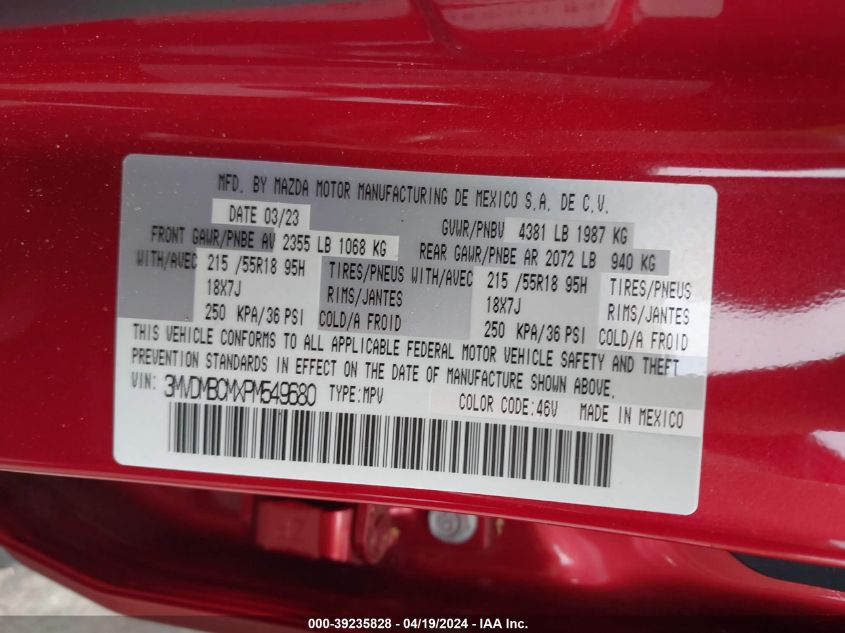 MFD. BY MAZDA MOTOR MANUFACTURING DE MEXICO S.A. DE C.V.
DATE 03/23 GVWR/PNBV 4381 LB 1987 KG
FRONT GAWR/PNBE AV 2355 LB 1068 KG REAR GAWR/PNBE AR 2072 LB 940 KG
WITH/AVEC 215 /55R18 95H TIRES/PNEUS WITH/AVEC 215 /55R18 95H TIRES/PNEUS
18X7J RIMS/JANTES 18X7J RIMS/JANTES
250 KPA/36 PSI COLD/A FROID 250 KPA/36 PSI COLD/A FROID
THIS VEHICLE CONFORMS TO ALL APPLICABLE FEDERAL MOTOR VEHICLE SAFETY AND THEFT
PREVENTION STANDARDS IN EFFECT ON THE DATE OF MANUFACTURE SHOWN ABOVE.
VIN: 3MVDMBCMXPM549680 TYPE:MPV COLOR CODE:46V MADE IN MEXICO
000-39235828 - 04/19/2024 - IAA Inc.